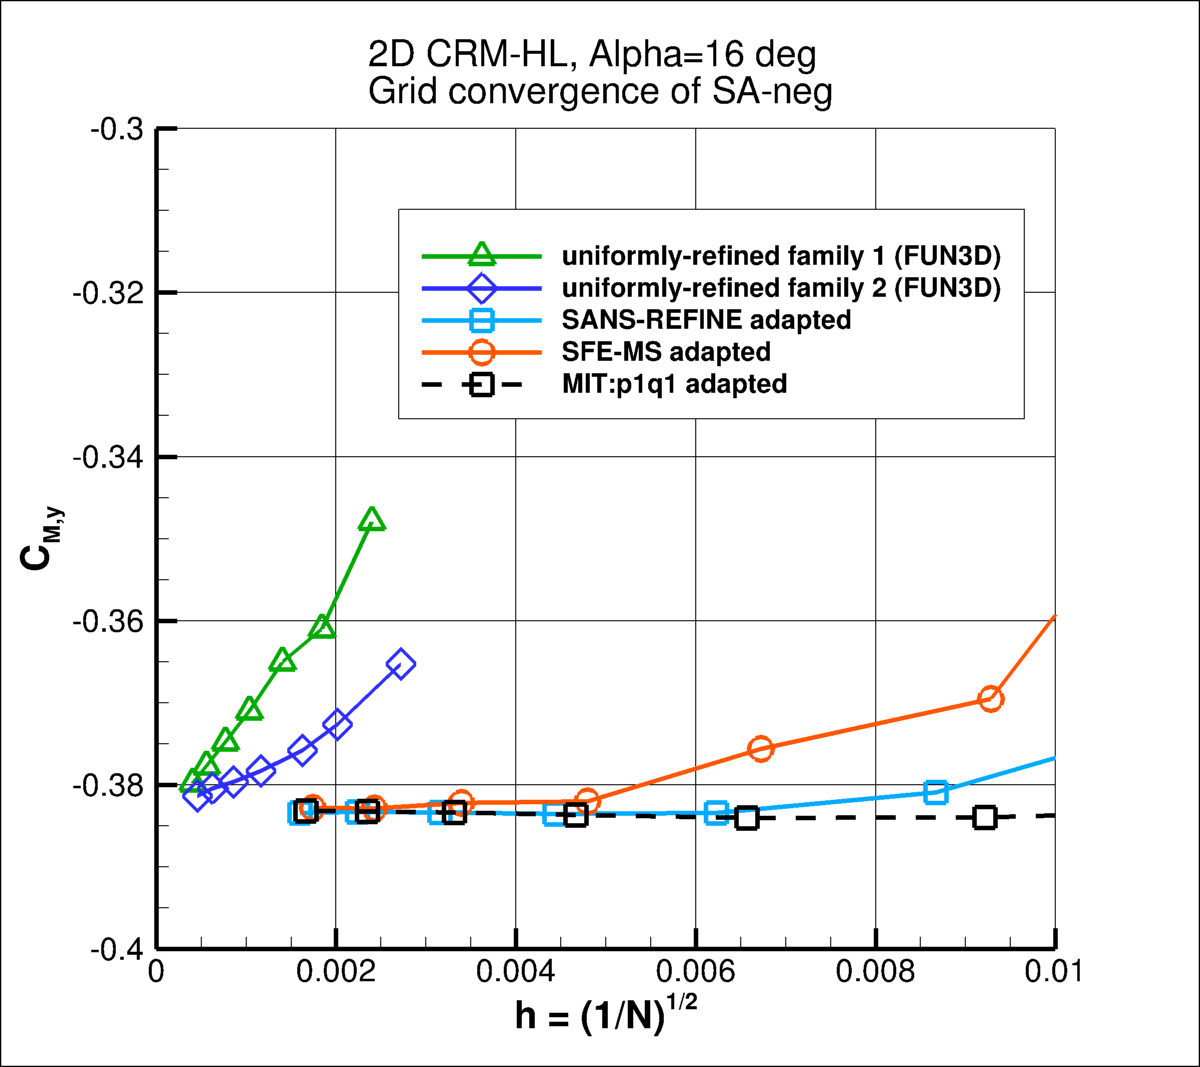 2D CRM-HL, Alpha=16 deg
Grid convergence of SA-neg
-0.3
-0.32
-0.34
-0.36
-0.38
-0.4
C_M,y
uniformly-refined family 1 (FUN3D)
uniformly-refined family 2 (FUN3D)
SANS-REFINE adapted
SFE-MS adapted
MIT:p1q1 adapted
0 0.002 0.004 0.006 0.008 0.01
h = (1/N)^1/2